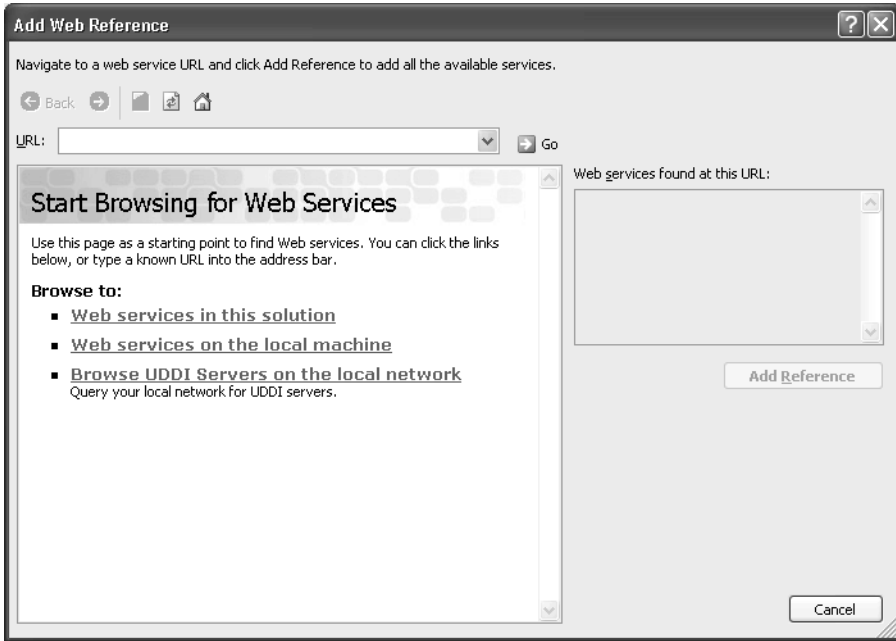 Add Web Reference
Navigate to a web service URL and click Add Reference to add all the available services.
Back
URL:
Go
Start Browsing for Web Services
Use this page as a starting point to find Web services. You can click the links
below, or type a known URL into the address bar.
Browse to:
Web services in this solution
Web services on the local machine
Browse UDDI Servers on the local network
Query your local network for UDDI servers.
Web services found at this URL:
Add Reference
Cancel